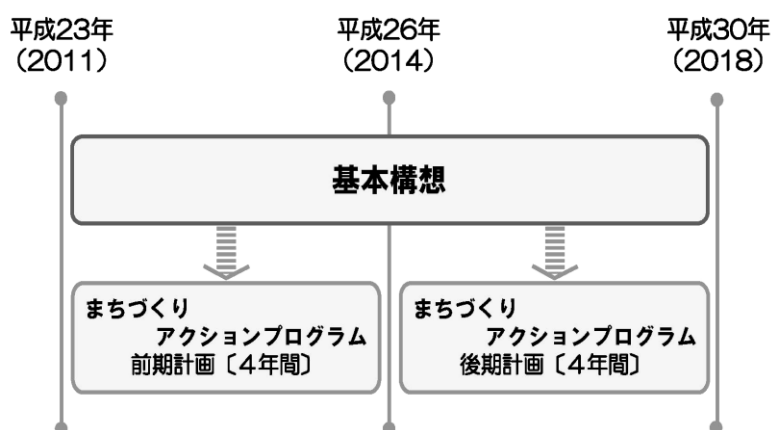 平成23年
（2011）
平成26年
（2014）
平成30年
（2018）
基本構想
まちづくり
アクションプログラム
前期計画〔４年間〕
まちづくり
アクションプログラム
後期計画〔４年間〕